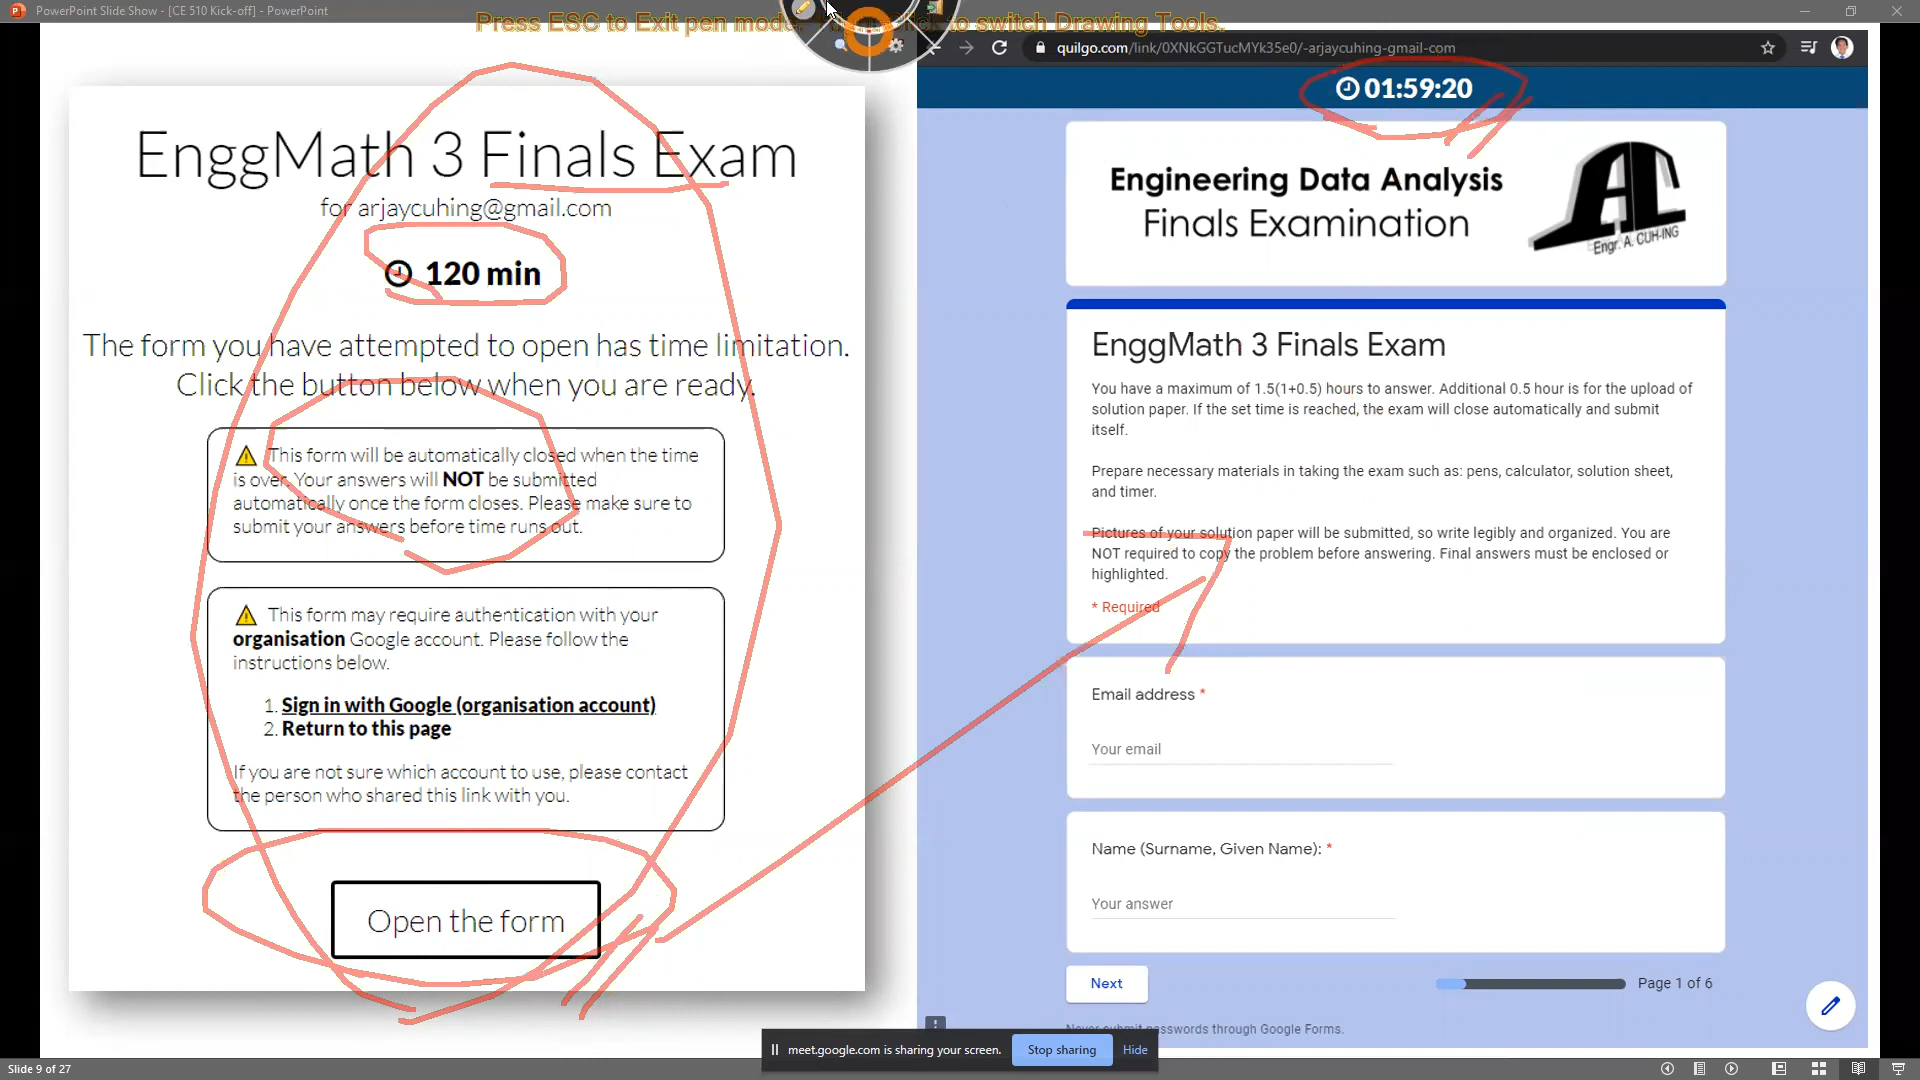 PowerPoint Slide Show - [CE 510 Kick-off] - PowerPoint
Press ESC to Exit pen mode, to switch Drawing Tools.
EnggMath 3 Finals Exam
for arjaycuhing@gmail.com
120 min
The form you have attempted to open has time limitation.
Click the button below when you are ready.
This form will be automatically closed when the time
is over. Your answers will NOT be submitted
automatically once the form closes. Please make sure to
submit your answers before time runs out.
This form may require authentication with your
organisation Google account. Please follow the
instructions below.
1. Sign in with Google (organisation account)
2. Return to this page
If you are not sure which account to use, please contact
the person who shared this link with you.
Open the form
quilgo.com/link/0XNkGGTucMYk35e0/-arjaycuhing-gmail-com
01:59:20
Engineering Data Analysis
Finals Examination
Engr. A. CUH-ING
EnggMath 3 Finals Exam
You have a maximum of 1.5(1+0.5) hours to answer. Additional 0.5 hour is for the upload of
solution paper. If the set time is reached, the exam will close automatically and submit
itself.
Prepare necessary materials in taking the exam such as: pens, calculator, solution sheet,
and timer.
Pictures of your solution paper will be submitted, so write legibly and organized. You are
NOT required to copy the problem before answering. Final answers must be enclosed or
highlighted.
* Required
Email address *
Your email
Name (Surname, Given Name): *
Your answer
Next
Page 1 of 6
Never submit passwords through Google Forms.
meet.google.com is sharing your screen.
Stop sharing
Hide
Slide 9 of 27